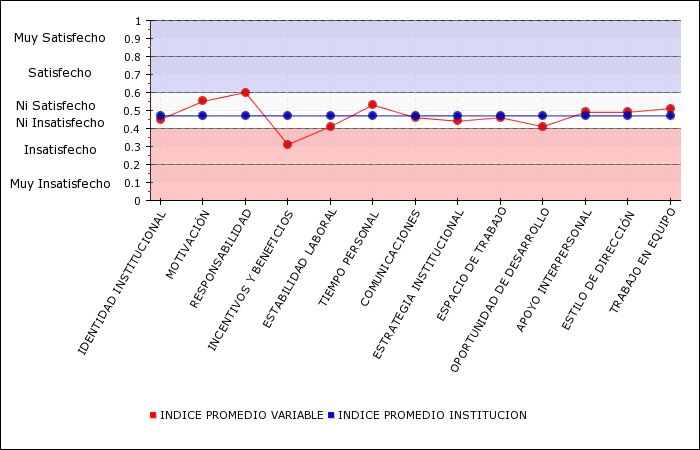 1
Muy Satisfecho
0.9
0.8
Satisfecho
0.7
0.6
Ni Satisfecho
Ni Insatisfecho
0.5
0.4
Insatisfecho
0.3
0.2
Muy Insatisfecho
0.1
0
IDENTIDAD INSTITUCIONAL
MOTIVACIÓN
RESPONSABILIDAD
INCENTIVOS Y BENEFICIOS
ESTABILIDAD LABORAL
TIEMPO PERSONAL
COMUNICACIONES
ESTRATEGIA INSTITUCIONAL
ESPACIO DE TRABAJO
OPORTUNIDAD DE DESARROLLO
APOYO INTERPERSONAL
ESTILO DE DIRECCIÓN
TRABAJO EN EQUIPO
INDICE PROMEDIO VARIABLE INDICE PROMEDIO INSTITUCION